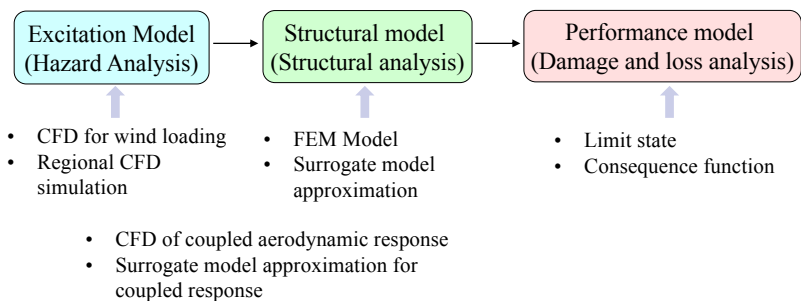 Excitation Model
(Hazard Analysis)
Structural model
(Structural analysis)
Performance model
(Damage and loss analysis)
• CFD for wind loading
• Regional CFD
simulation
• FEM Model
• Surrogate model
approximation
• Limit state
• Consequence function
• CFD of coupled aerodynamic response
• Surrogate model approximation for
coupled response